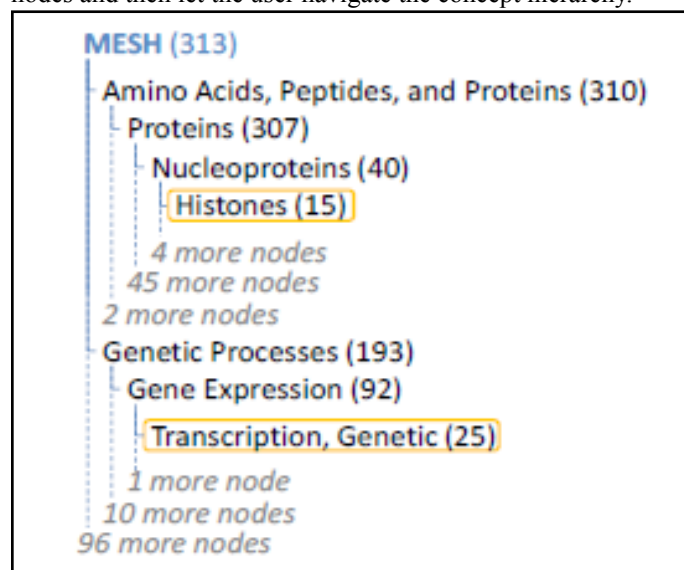 nodes and then let the user navigate the concept hierarchy.
MESH (313)
Amino Acids, Peptides, and Proteins (310)
Proteins (307)
Nucleoproteins (40)
Histones (15)
4 more nodes
45 more nodes
2 more nodes
Genetic Processes (193)
Gene Expression (92)
Transcription, Genetic (25)
1 more node
10 more nodes
96 more nodes